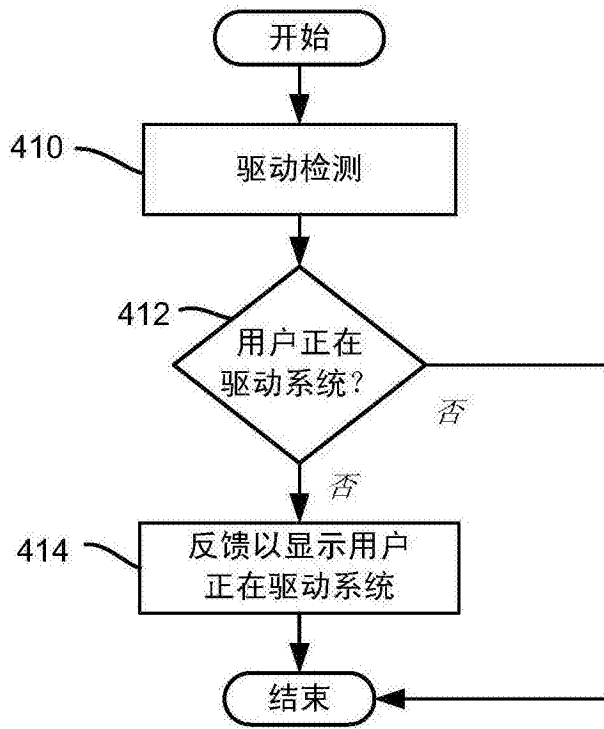 开始
410
驱动检测
412
用户正在
驱动系统?
否
否
414
反馈以显示用户
正在驱动系统
结束